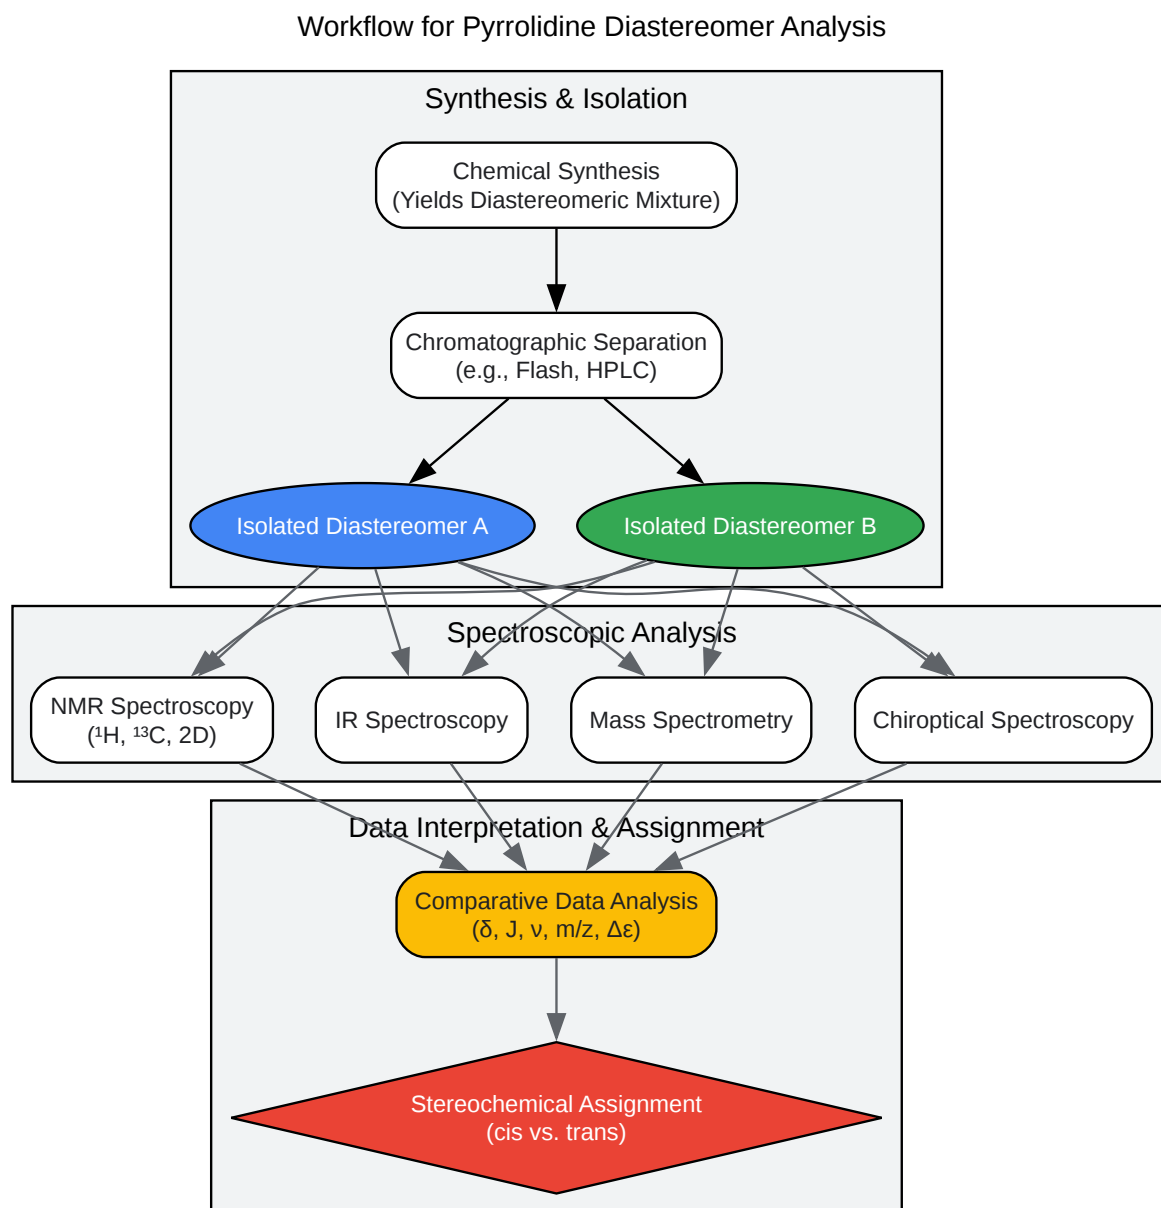 Workflow for Pyrrolidine Diastereomer Analysis
Synthesis & Isolation
Chemical Synthesis
(Yields Diastereomeric Mixture)
Chromatographic Separation
(e.g., Flash, HPLC)
Isolated Diastereomer A
Isolated Diastereomer B
Spectroscopic Analysis
NMR Spectroscopy
(¹H, ¹³C, 2D)
IR Spectroscopy
Mass Spectrometry
Chiroptical Spectroscopy
Data Interpretation & Assignment
Comparative Data Analysis
(δ, J, ν, m/z, Δε)
Stereochemical Assignment
(cis vs. trans)